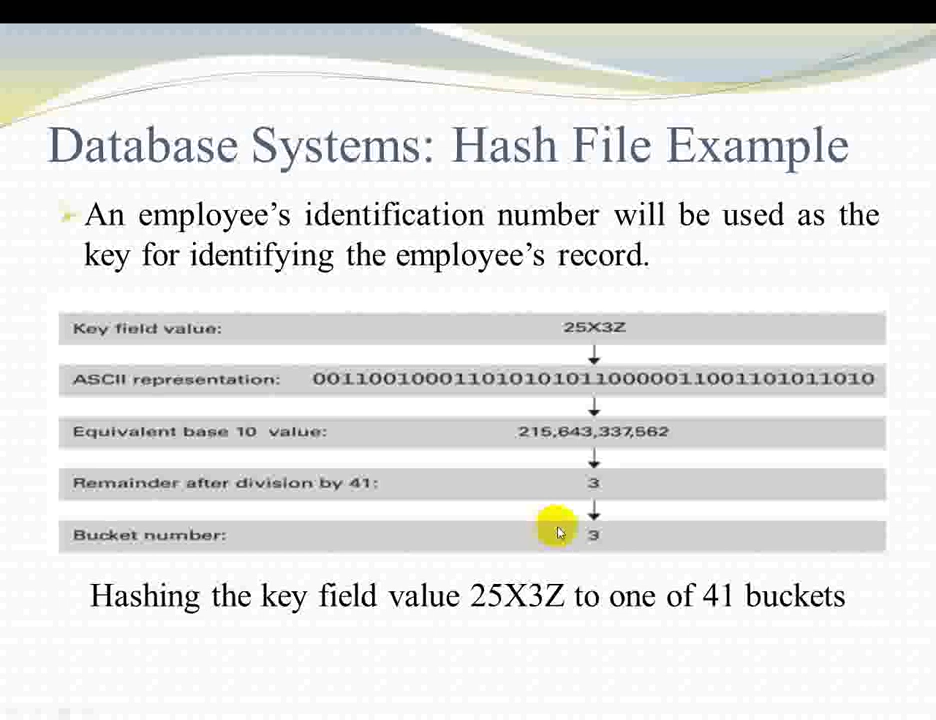 Database Systems: Hash File Example
An employee's identification number will be used as the
key for identifying the employee's record.
Key field value: 25X3Z
ASCII representation: 0011001000110101010110000011001101011010
Equivalent base 10 value: 215,643,337,562
Remainder after division by 41: 3
Bucket number: 3
Hashing the key field value 25X3Z to one of 41 buckets